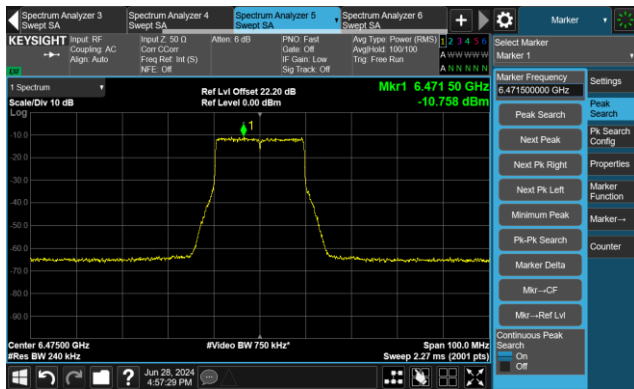 Spectrum Analyzer 3
Swept SA
Spectrum Analyzer 4
Swept SA
Spectrum Analyzer 5
Swept SA
Spectrum Analyzer 6
Swept SA
+
Marker
KEYSIGHT
Input: RF
Coupling: AC
Align: Auto
Input Z: 50 Ω
Corr CCorr
Freq Ref: Int (S)
NFE: Off
Atten: 6 dB
PNO: Fast
Gate: Off
IF Gain: Low
Sig Track: Off
Avg Type: Power (RMS)
Avg|Hold: 100/100
Trig: Free Run
1 2 3 4 5 6
A W W W W W
A N N N N N
Select Marker
Marker 1
1 Spectrum
Scale/Div 10 dB
Log
Ref Lvl Offset 22.20 dB
Ref Level 0.00 dBm
Mkr1 6.471 50 GHz
-10.758 dBm
1
-10.0
-20.0
-30.0
-40.0
-50.0
-60.0
-70.0
-80.0
-90.0
Center 6.47500 GHz
#Res BW 240 kHz
#Video BW 750 kHz*
Span 100.0 MHz
Sweep 2.27 ms (2001 pts)
Marker Frequency
6.471500000 GHz
Peak Search
Next Peak
Next Pk Right
Next Pk Left
Minimum Peak
Pk-Pk Search
Marker Delta
Mkr→CF
Mkr→Ref Lvl
Continuous Peak
Search
On
Off
Settings
Peak
Search
Pk Search
Config
Properties
Marker
Function
Marker→
Counter
?
Jun 28, 2024
4:57:29 PM